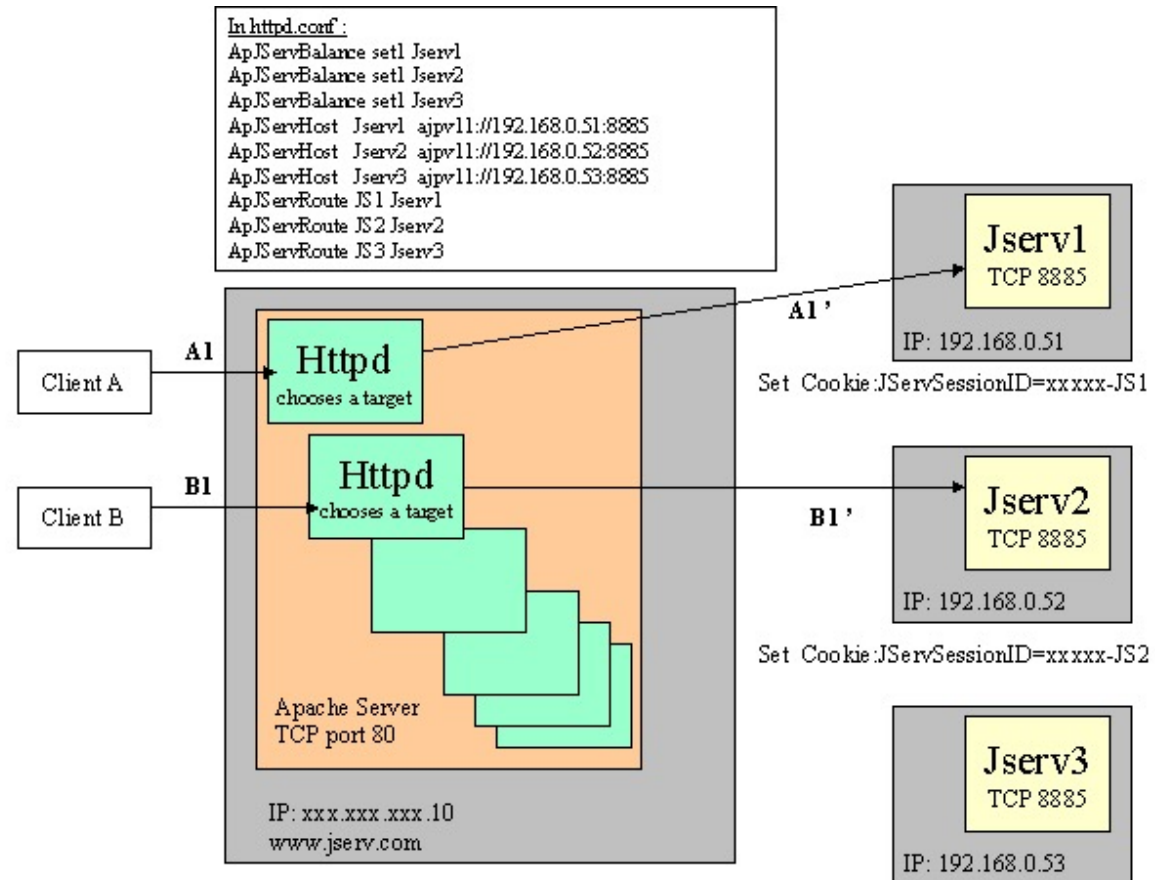 In httpd.conf :
ApJServBalance set1 Jserv1
ApJServBalance set1 Jserv2
ApJServBalance set1 Jserv3
ApJServHost Jserv1 ajpv11://192.168.0.51:8885
ApJServHost Jserv2 ajpv11://192.168.0.52:8885
ApJServHost Jserv3 ajpv11://192.168.0.53:8885
ApJServRoute JS1 Jserv1
ApJServRoute JS2 Jserv2
ApJServRoute JS3 Jserv3
Client A
A1
Httpd
chooses a target
A1 ’
Jserv1
TCP 8885
IP: 192.168.0.51
Set Cookie:JServSessionID=xxxxx-JS1
Client B
B1
Httpd
chooses a target
B1 ’
Jserv2
TCP 8885
IP: 192.168.0.52
Set Cookie:JServSessionID=xxxxx-JS2
Apache Server
TCP port 80
IP: xxx.xxx.xxx.10
www.jserv.com
Jserv3
TCP 8885
IP: 192.168.0.53